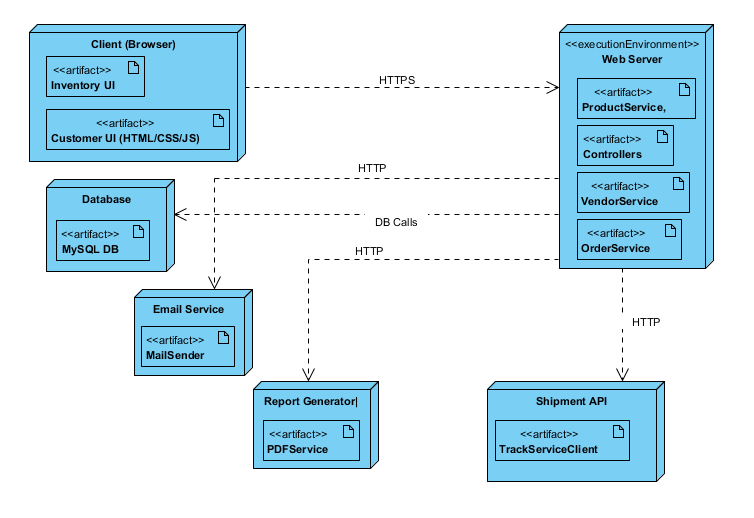 Client (Browser)
<<artifact>>
Inventory UI
<<artifact>>
Customer UI (HTML/CSS/JS)
HTTPS
<<executionEnvironment>>
Web Server
<<artifact>>
ProductService,
<<artifact>>
Controllers
<<artifact>>
VendorService
<<artifact>>
OrderService
HTTP
Database
<<artifact>>
MySQL DB
DB Calls
HTTP
Email Service
<<artifact>>
MailSender
HTTP
Report Generator
<<artifact>>
PDFService
Shipment API
<<artifact>>
TrackServiceClient